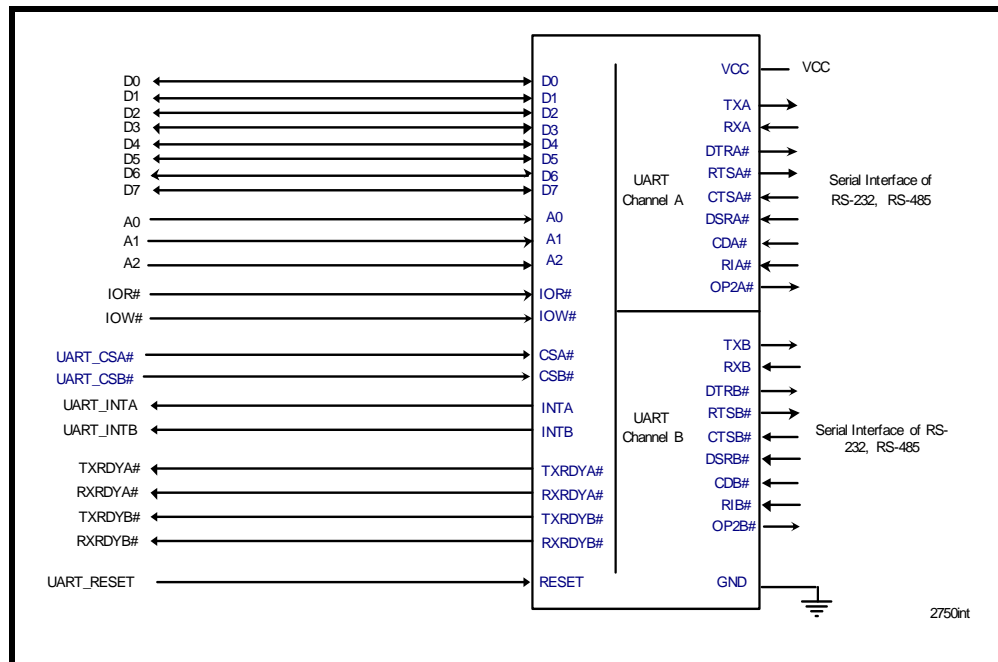 D0
D1
D2
D3
D4
D5
D6
D7
A0
A1
A2
IOR#
IOW#
UART_CSA#
UART_CSB#
UART_INTA
UART_INTB
TXRDYA#
RXRDYA#
TXRDYB#
RXRDYB#
UART_RESET
D0
D1
D2
D3
D4
D5
D6
D7
A0
A1
A2
IOR#
IOW#
CSA#
CSB#
INTA
INTB
TXRDYA#
RXRDYA#
TXRDYB#
RXRDYB#
RESET
UART
Channel A
UART
Channel B
VCC
TXA
RXA
DTRA#
RTSA#
CTSA#
DSRA#
CDA#
RIA#
OP2A#
TXB
RXB
DTRB#
RTSB#
CTSB#
DSRB#
CDB#
RIB#
OP2B#
GND
VCC
Serial Interface of
RS-232, RS-485
Serial Interface of RS-
232, RS-485
2750int